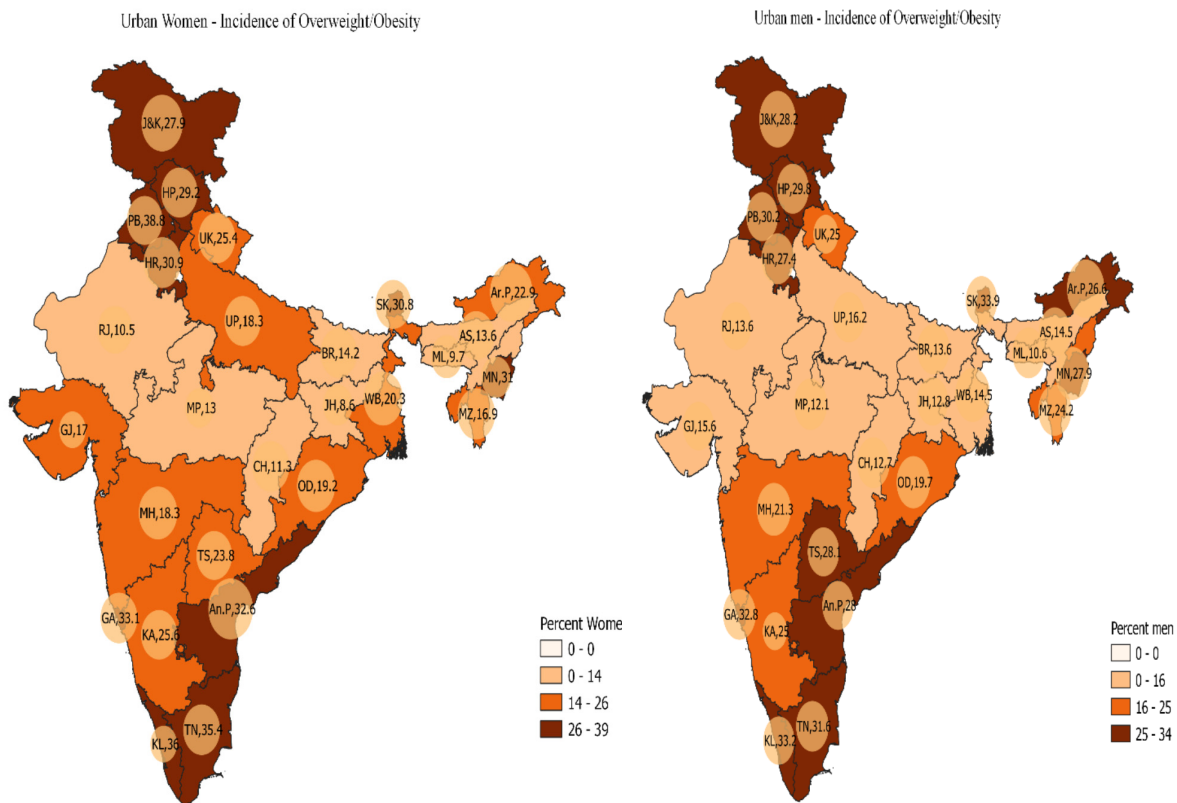 Urban Women - Incidence of Overweight/Obesity
J&K,27.9
HP,29.2
PB,38.8
UK,25.4
HR,30.9
RJ,10.5
UP,18.3
SK,30.8
Ar.P,22.9
AS,13.6
BR,14.2
ML,9.7
MN,31
JH,8.6
WB,20.3
MZ,16.9
MP,13
GJ,17
CH,11.3
OD,19.2
MH,18.3
TS,23.8
An.P,32.6
GA,33.1
KA,25.6
TN,35.4
KL,36
Percent Wome
0 - 0
0 - 14
14 - 26
26 - 39
Urban men - Incidence of Overweight/Obesity
J&K,28.2
HP,29.8
PB,30.2
UK,25
HR,27.4
RJ,13.6
UP,16.2
SK,33.9
Ar.P,26.6
AS,14.5
BR,13.6
ML,10.6
MN,27.9
JH,12.8
WB,14.5
MZ,24.2
MP,12.1
GJ,15.6
CH,12.7
OD,19.7
MH,21.3
TS,28.1
An.P,28
GA,32.8
KA,25
TN,31.6
KL,33.2
Percent men
0 - 0
0 - 16
16 - 25
25 - 34